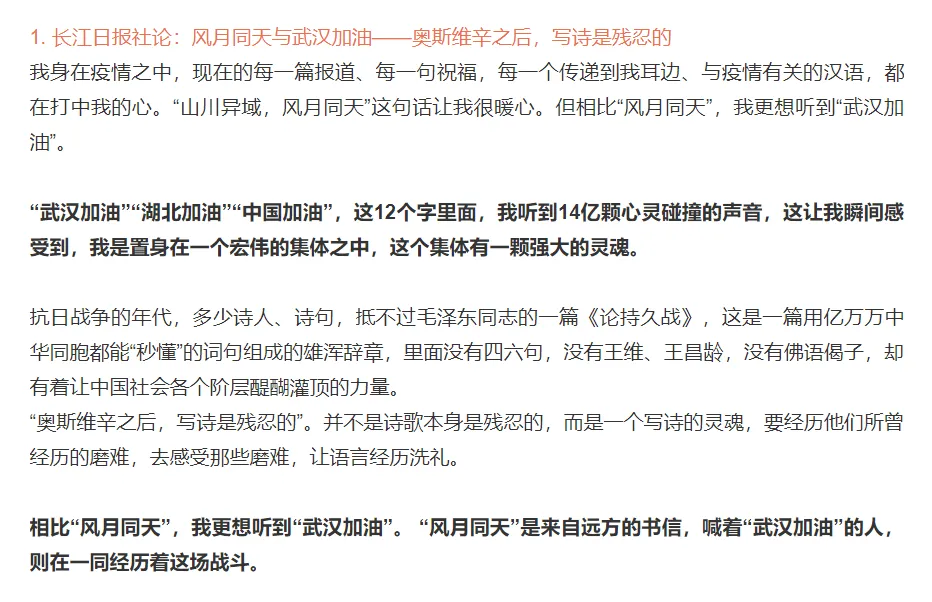 1. 长江日报社论：风月同天与武汉加油——奥斯维辛之后，写诗是残忍的
我身在疫情之中，现在的每一篇报道、每一句祝福，每一个传递到我耳边、与疫情有关的汉语，都
在打中我的心。“山川异域，风月同天”这句话让我很暖心。但相比“风月同天”，我更想听到“武汉加
油”。
“武汉加油”“湖北加油”“中国加油”，这12个字里面，我听到14亿颗心灵碰撞的声音，这让我瞬间感
受到，我是置身在一个宏伟的集体之中，这个集体有一颗强大的灵魂。
抗日战争的年代，多少诗人、诗句，抵不过毛泽东同志的一篇《论持久战》，这是一篇用亿万万中
华同胞都能“秒懂”的词句组成的雄浑辞章，里面没有四六句，没有王维、王昌龄，没有佛语偈子，却
有着让中国社会各个阶层醍醐灌顶的力量。
“奥斯维辛之后，写诗是残忍的”。并不是诗歌本身是残忍的，而是一个写诗的灵魂，要经历他们所曾
经历的磨难，去感受那些磨难，让语言经历洗礼。
相比“风月同天”，我更想听到“武汉加油”。 “风月同天”是来自远方的书信，喊着“武汉加油”的人，
则在一同经历着这场战斗。